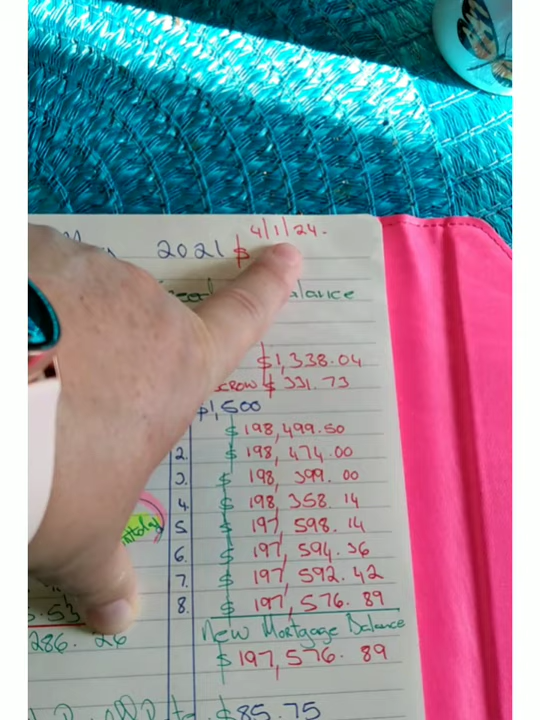 4/1/24.
2021 $
alance
$1,338.04
SCROW $ 331.73
$1,500
$ 198,499.50
2. $ 198,474.00
3. $ 198,399.00
4. $ 198,358.14
5. $ 197,598.14
6. $ 197,594.36
7. $ 197,592.42
8. $ 197,576.89
5.53
286.26
New Mortgage Balance
$197,576.89
$85.75